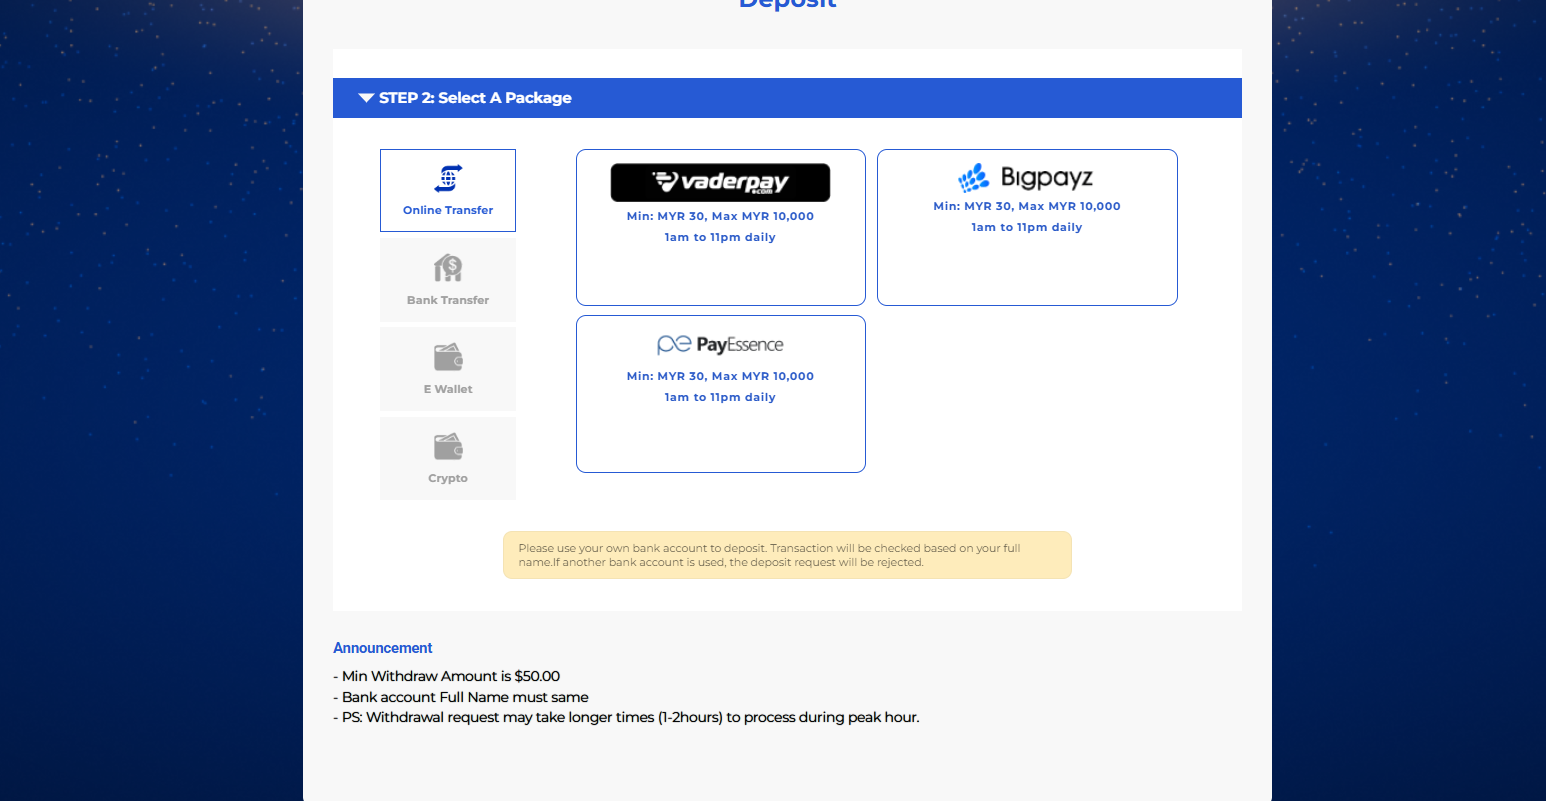 Deposit
STEP 2: Select A Package
Online Transfer
Bank Transfer
E Wallet
Crypto
vaderpay
.com
Min: MYR 30, Max MYR 10,000
1am to 11pm daily
Bigpayz
Min: MYR 30, Max MYR 10,000
1am to 11pm daily
pe PayEssence
Min: MYR 30, Max MYR 10,000
1am to 11pm daily
Please use your own bank account to deposit. Transaction will be checked based on your full
name.If another bank account is used, the deposit request will be rejected.
Announcement
- Min Withdraw Amount is $50.00
- Bank account Full Name must same
- PS: Withdrawal request may take longer times (1-2hours) to process during peak hour.